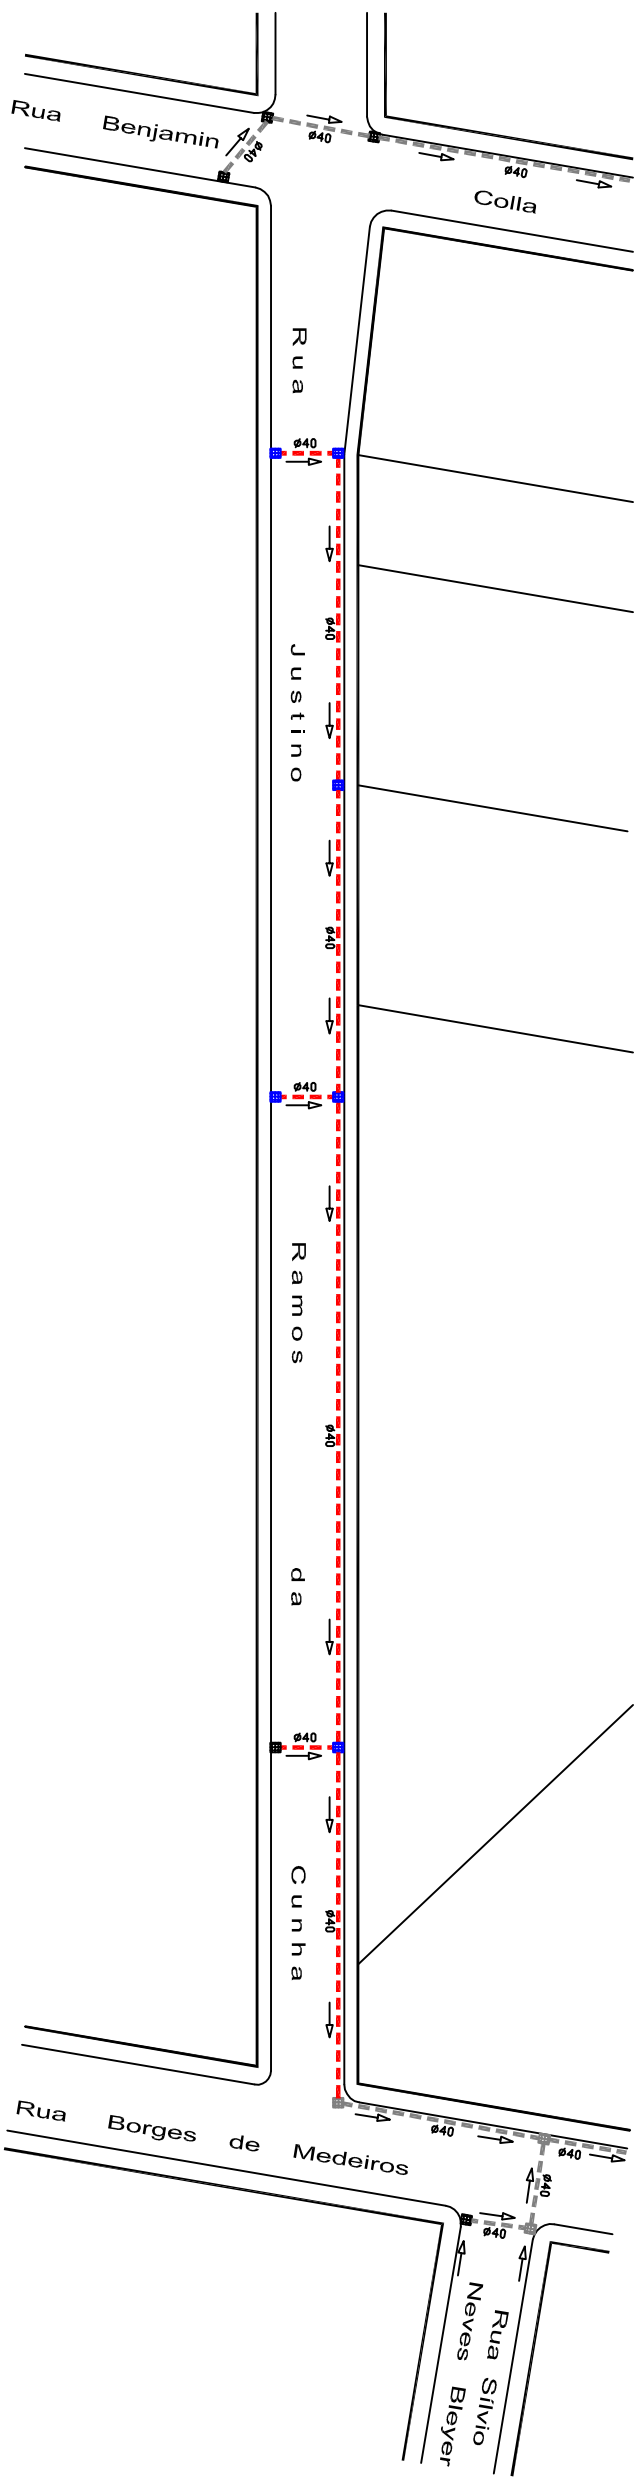 Rua Benjamin
ø40
ø40
ø40
Colla
Rua
ø40
ø40
Justino
ø40
ø40
Ramos
ø40
da
ø40
Cunha
ø40
Rua Borges de Medeiros
ø40
ø40
ø40
ø40
Rua Sílvio
Neves Bleyer